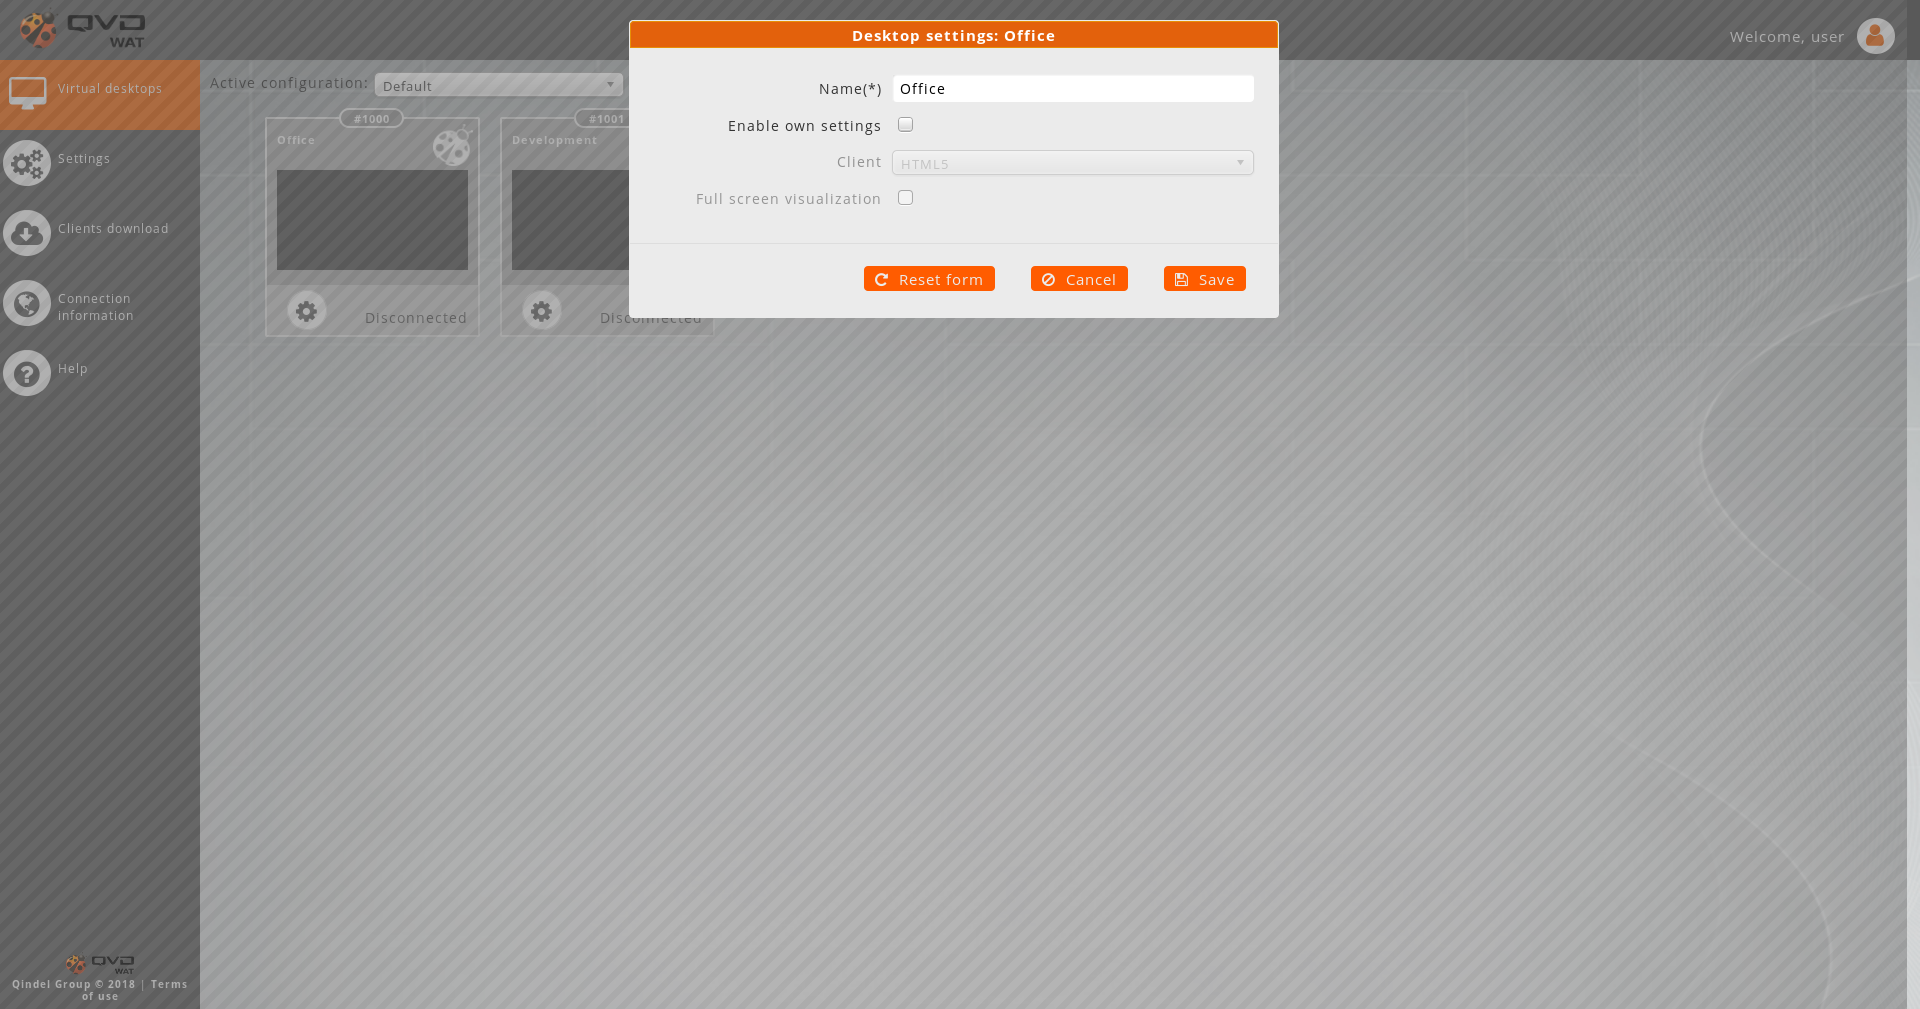 QVD
WAT
Welcome, user
Virtual desktops
Settings
Clients download
Connection
information
Help
Active configuration: Default
#1000
Office
Disconnected
#1001
Development
Disconnected
Desktop settings: Office
Name(*) Office
Enable own settings
Client HTML5
Full screen visualization
Reset form
Cancel
Save
QVD
WAT
Qindel Group © 2018 | Terms
of use